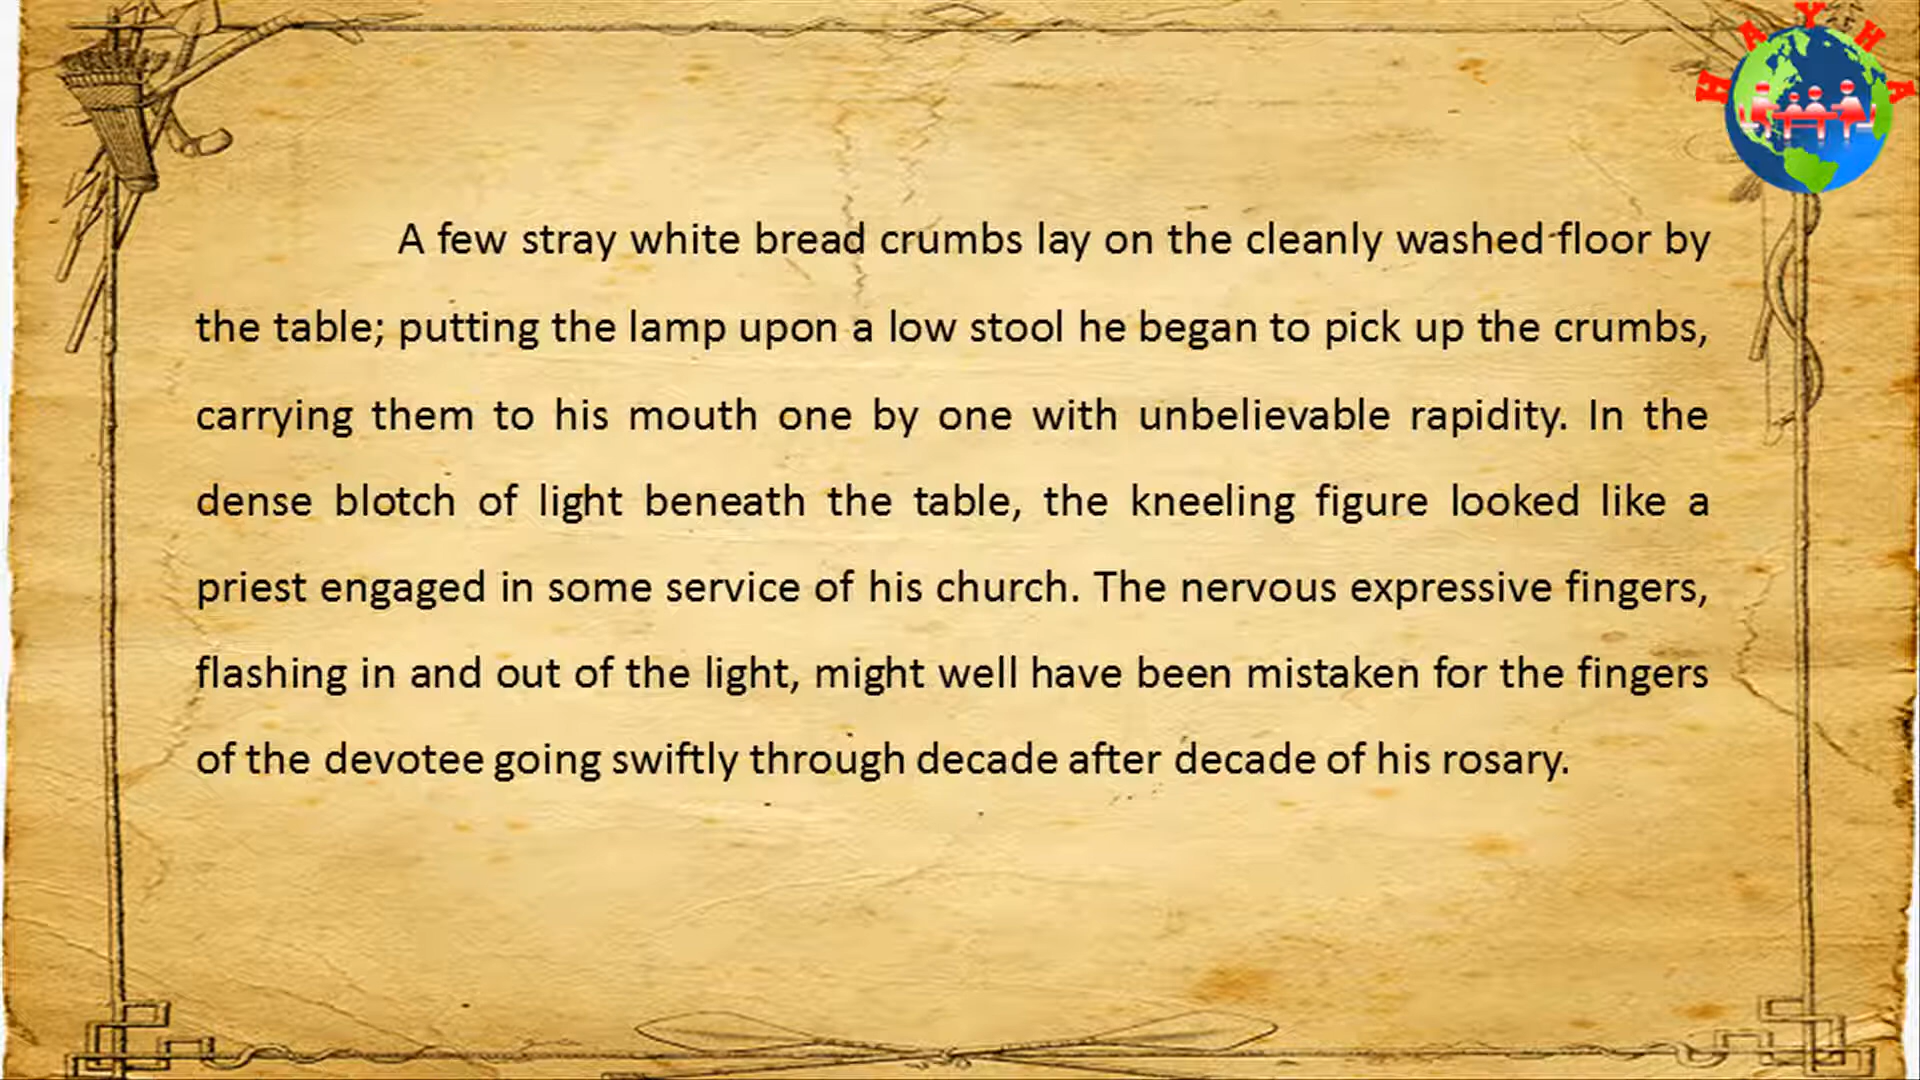 HAYHA
A few stray white bread crumbs lay on the cleanly washed floor by
the table; putting the lamp upon a low stool he began to pick up the crumbs,
carrying them to his mouth one by one with unbelievable rapidity. In the
dense blotch of light beneath the table, the kneeling figure looked like a
priest engaged in some service of his church. The nervous expressive fingers,
flashing in and out of the light, might well have been mistaken for the fingers
of the devotee going swiftly through decade after decade of his rosary.